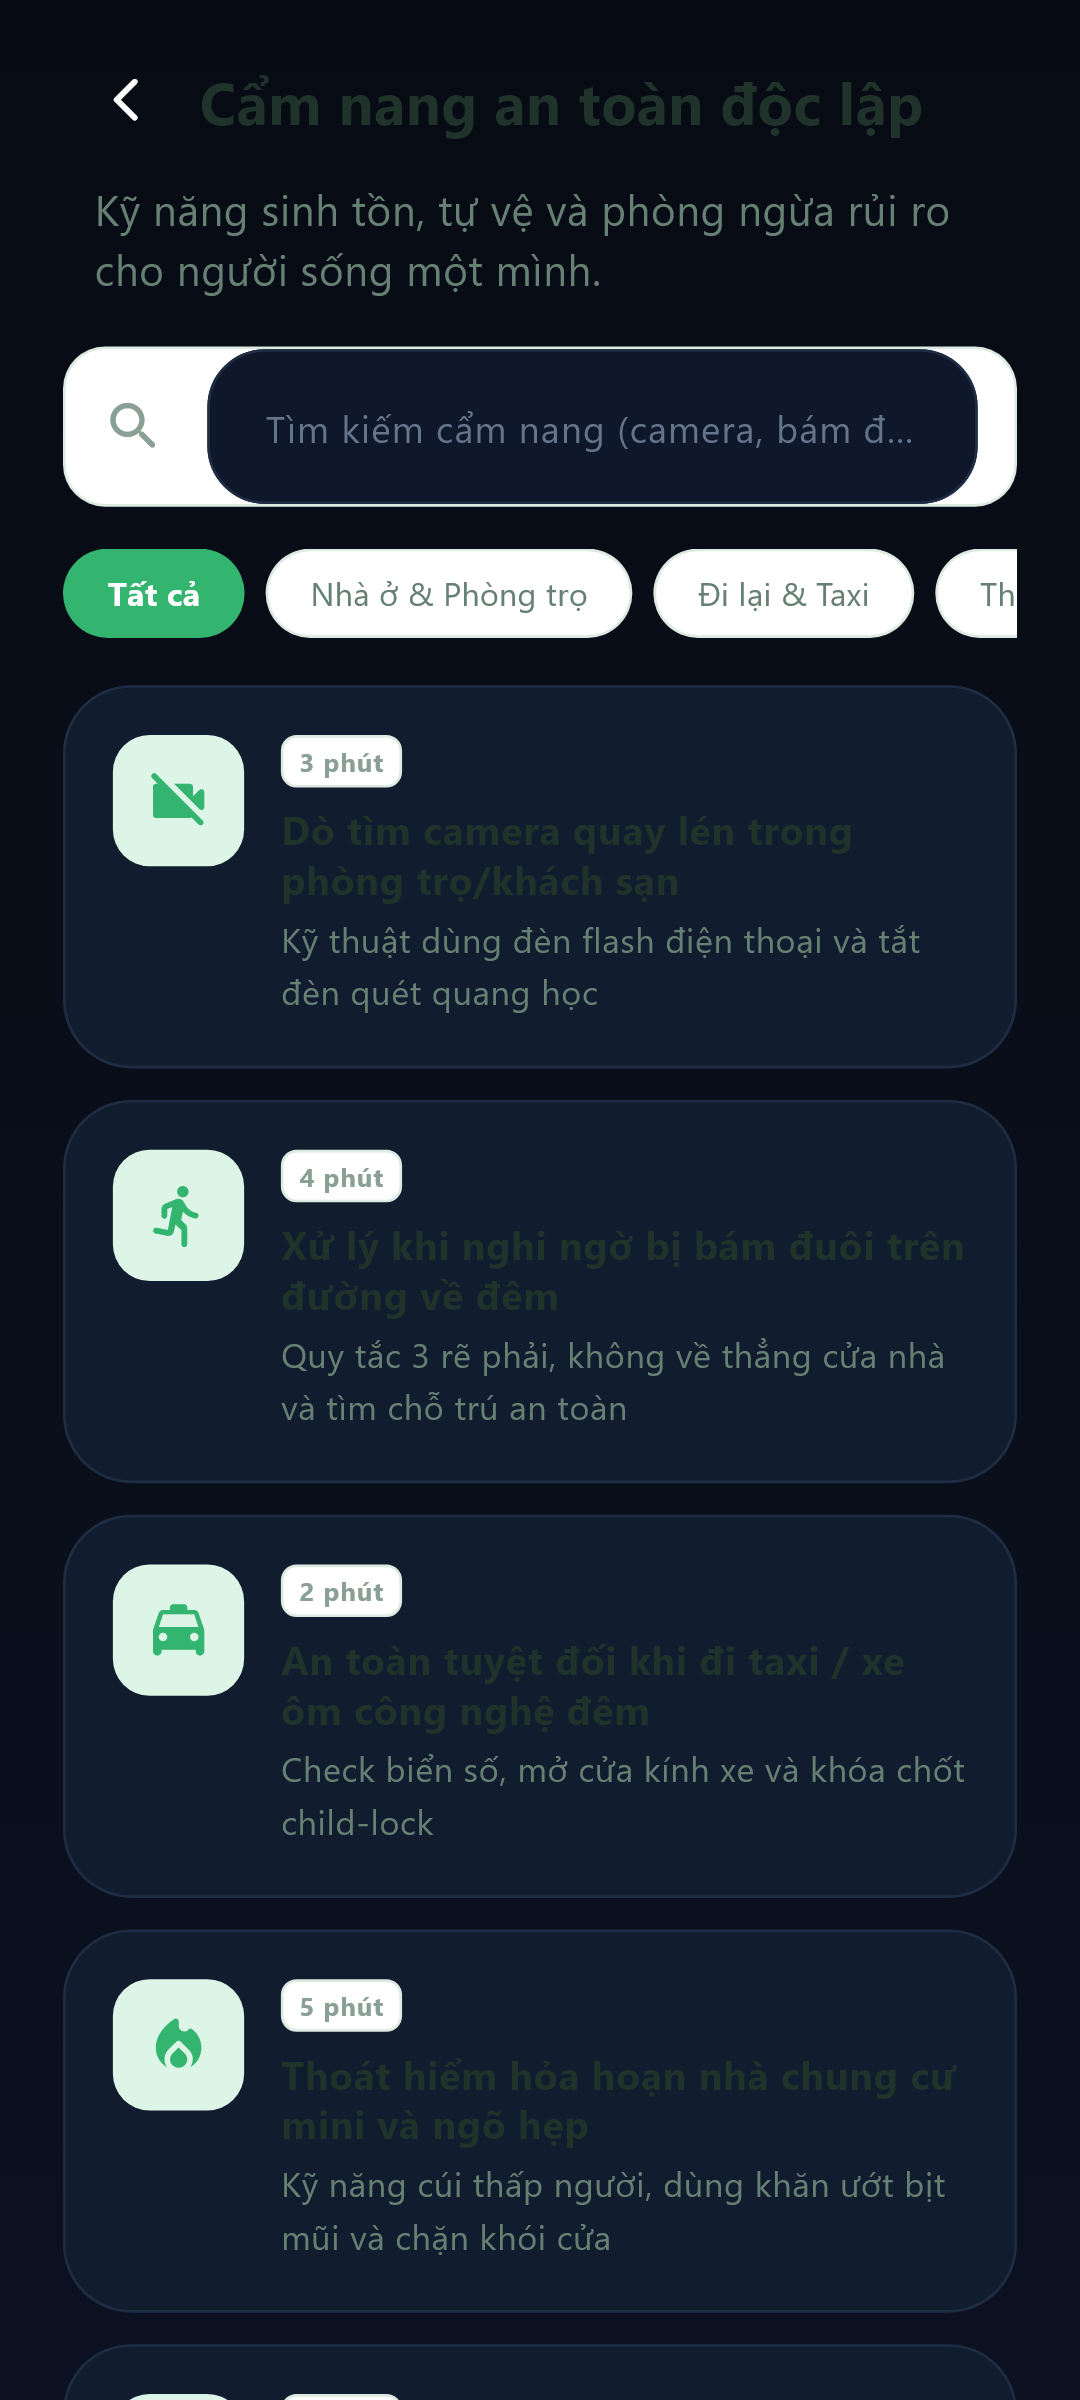 Cẩm nang an toàn độc lập
Kỹ năng sinh tồn, tự vệ và phòng ngừa rủi ro
cho người sống một mình.
Tìm kiếm cẩm nang (camera, bám đ...
Tất cả
Nhà ở & Phòng trọ
Đi lại & Taxi
Th
3 phút
Dò tìm camera quay lén trong
phòng trọ/khách sạn
Kỹ thuật dùng đèn flash điện thoại và tắt
đèn quét quang học
4 phút
Xử lý khi nghi ngờ bị bám đuôi trên
đường về đêm
Quy tắc 3 rẽ phải, không về thẳng cửa nhà
và tìm chỗ trú an toàn
2 phút
An toàn tuyệt đối khi đi taxi / xe
ôm công nghệ đêm
Check biển số, mở cửa kính xe và khóa chốt
child-lock
5 phút
Thoát hiểm hỏa hoạn nhà chung cư
mini và ngõ hẹp
Kỹ năng cúi thấp người, dùng khăn ướt bịt
mũi và chặn khói cửa